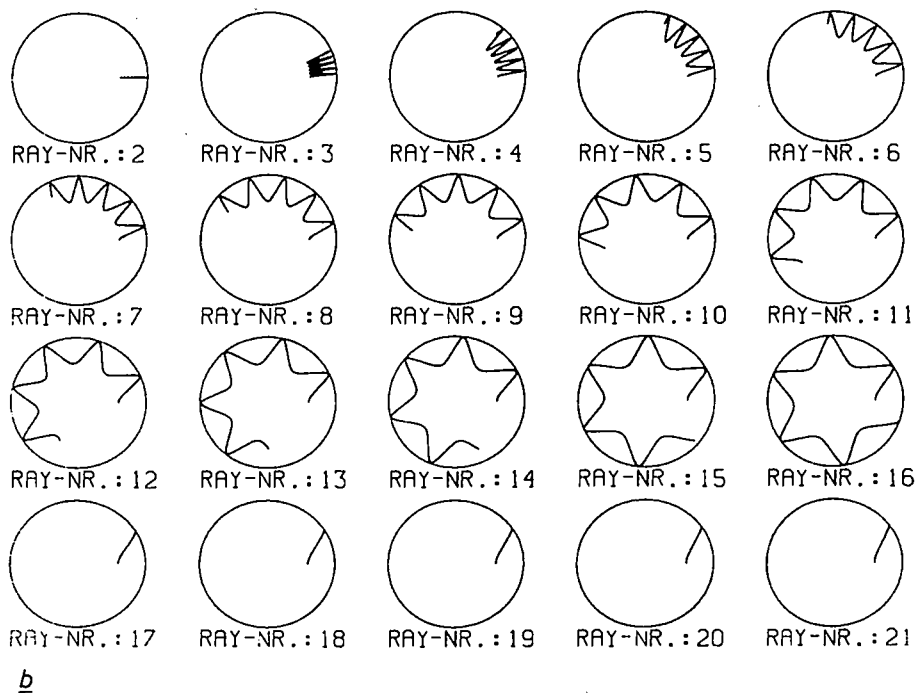 RAY-NR.:2 RAY-NR.:3 RAY-NR.:4 RAY-NR.:5 RAY-NR.:6
RAY-NR.:7 RAY-NR.:8 RAY-NR.:9 RAY-NR.:10 RAY-NR.:11
RAY-NR.:12 RAY-NR.:13 RAY-NR.:14 RAY-NR.:15 RAY-NR.:16
RAY-NR.:17 RAY-NR.:18 RAY-NR.:19 RAY-NR.:20 RAY-NR.:21
b